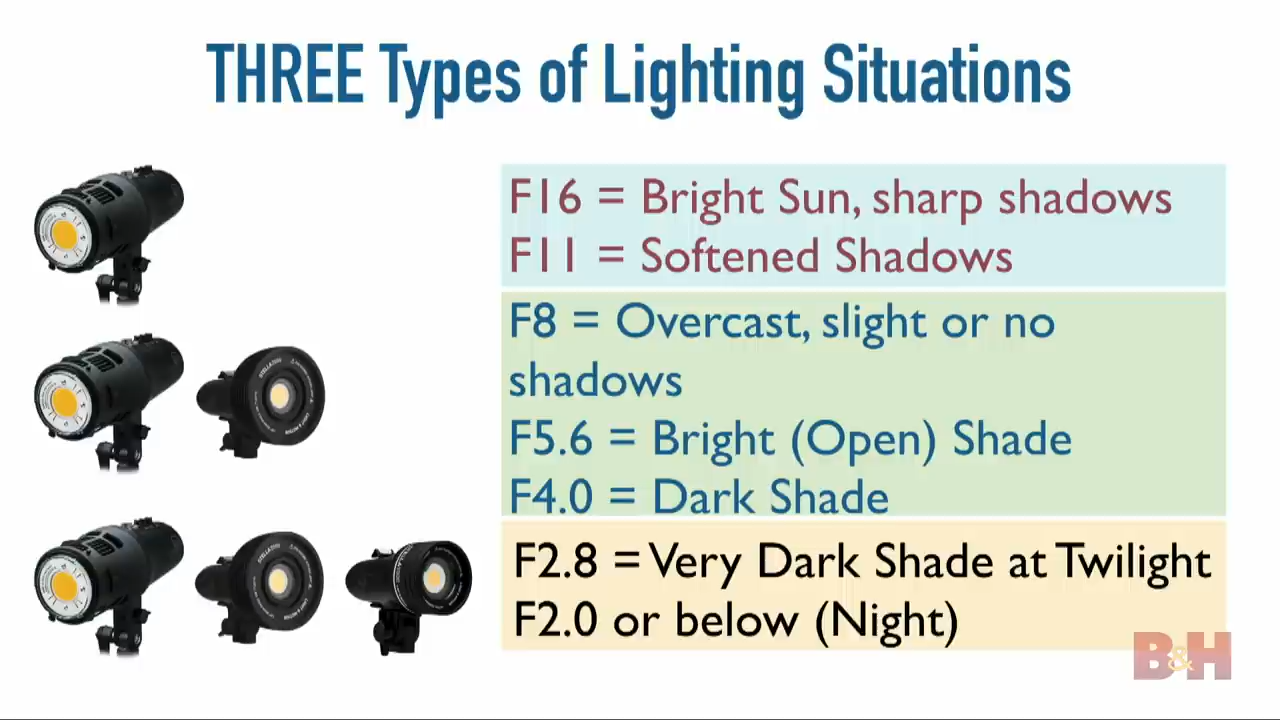 THREE Types of Lighting Situations
F16 = Bright Sun, sharp shadows
F11 = Softened Shadows
F8 = Overcast, slight or no
shadows
F5.6 = Bright (Open) Shade
F4.0 = Dark Shade
F2.8 = Very Dark Shade at Twilight
F2.0 or below (Night)
B&H